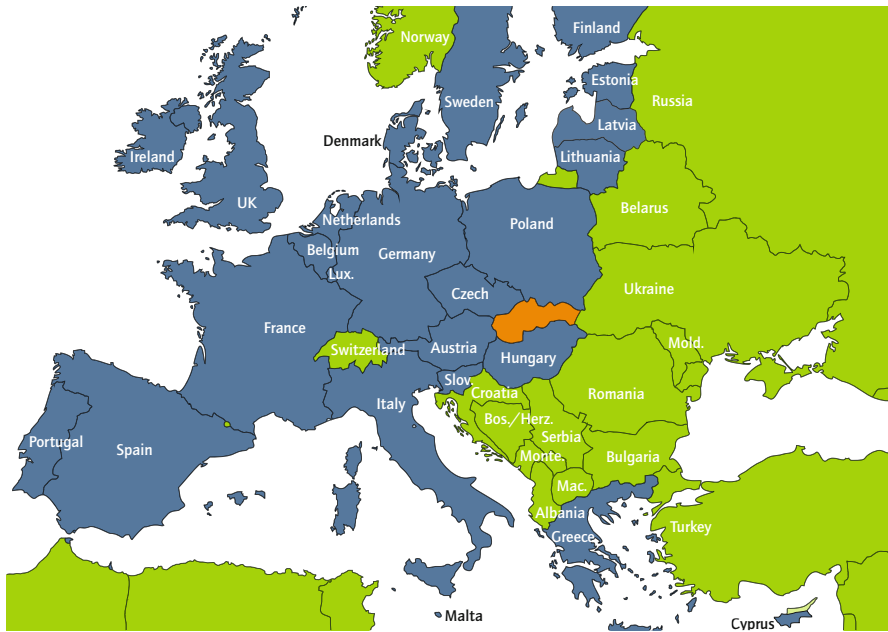 Norway
Finland
Estonia
Sweden
Russia
Latvia
Denmark
Ireland
Lithuania
UK
Belarus
Netherlands
Poland
Belgium
Germany
Lux.
Ukraine
Czech
France
Mold.
Switzerland
Austria
Hungary
Slov.
Croatia
Romania
Italy
Bos./Herz.
Serbia
Portugal
Spain
Monte.
Bulgaria
Mac.
Albania
Turkey
Greece
Malta
Cyprus